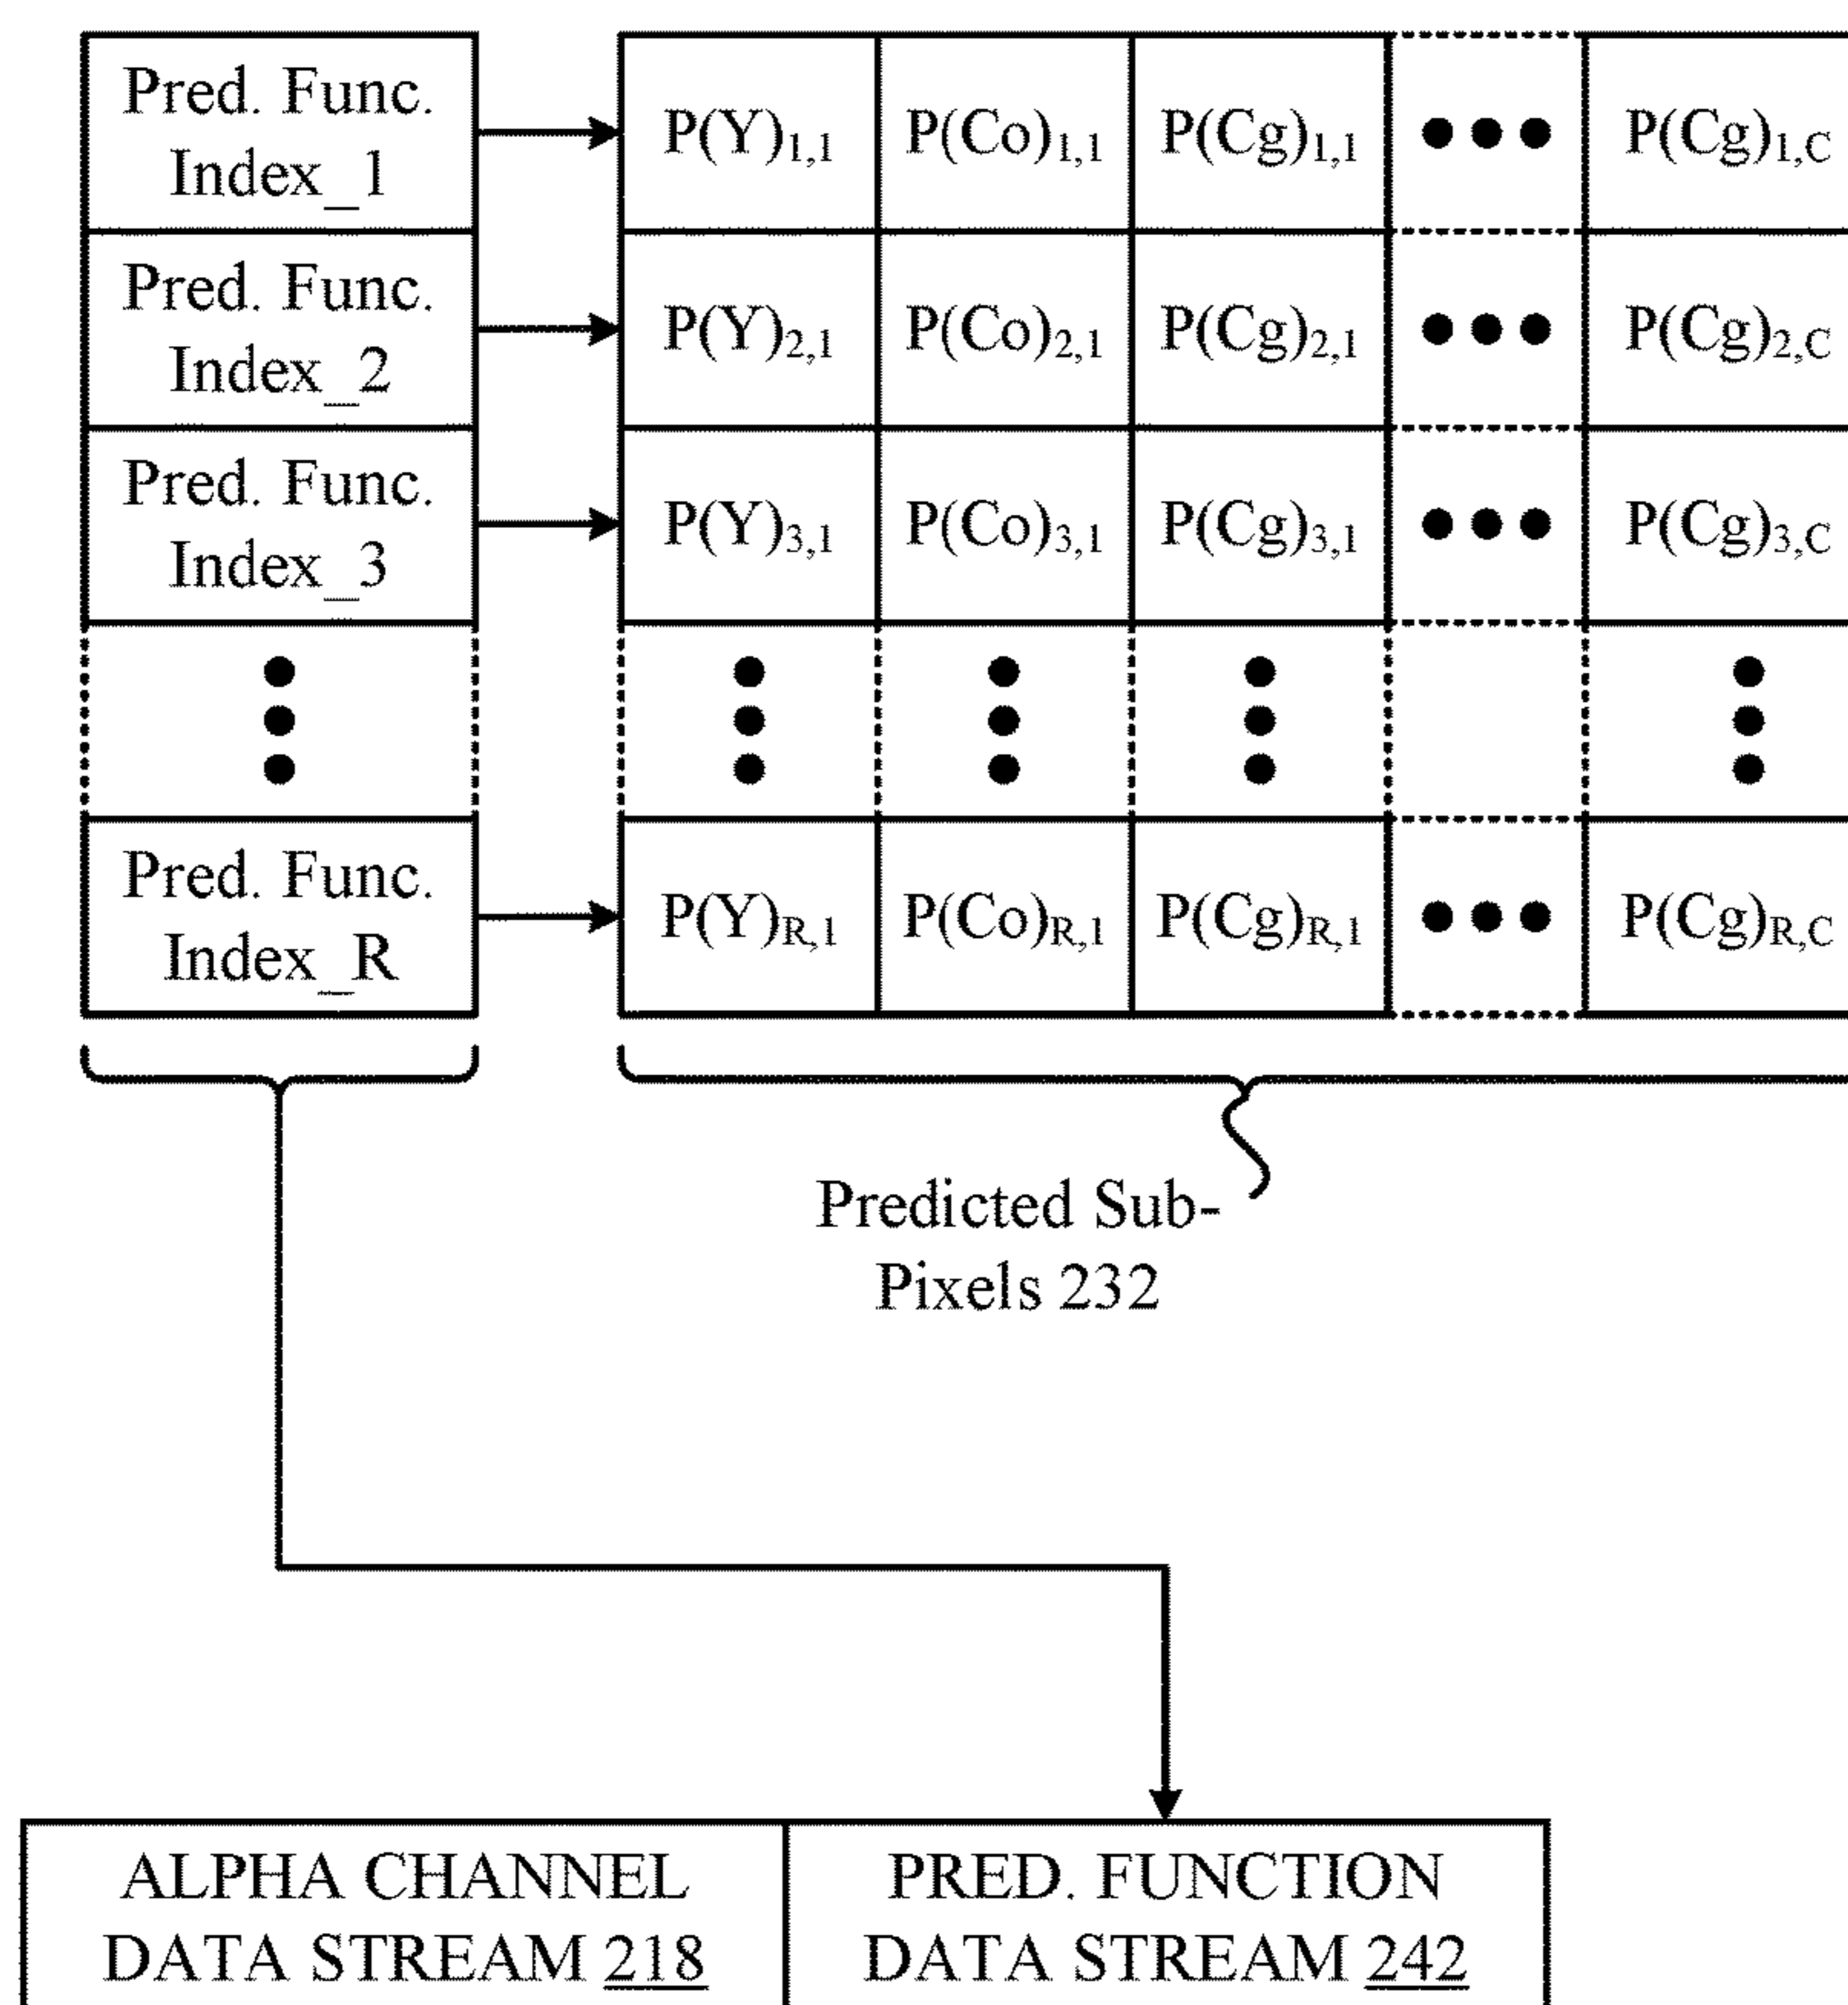 Pred. Func.
Index_1
P(Y)1,1
P(Co)1,1
P(Cg)1,1
P(Cg)1,C
Pred. Func.
Index_2
P(Y)2,1
P(Co)2,1
P(Cg)2,1
P(Cg)2,C
Pred. Func.
Index_3
P(Y)3,1
P(Co)3,1
P(Cg)3,1
P(Cg)3,C
Pred. Func.
Index_R
P(Y)R,1
P(Co)R,1
P(Cg)R,1
P(Cg)R,C
Predicted Sub-
Pixels 232
ALPHA CHANNEL
DATA STREAM 218
PRED. FUNCTION
DATA STREAM 242